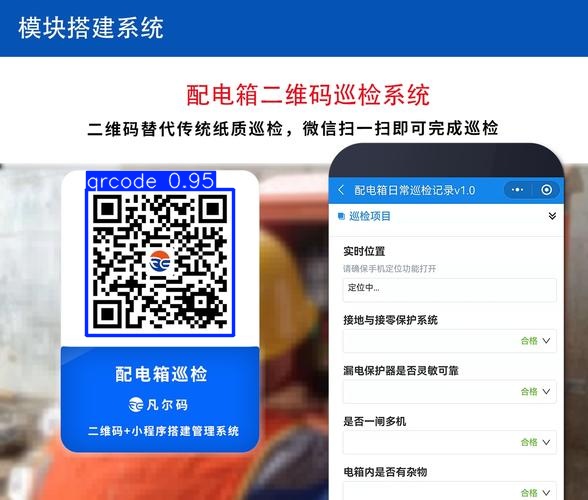 模块搭建系统
配电箱二维码巡检系统
二维码替代传统纸质巡检，微信扫一扫即可完成巡检
qrcode 0.95
配电箱巡检
凡尔码
二维码+小程序搭建管理系统
配电箱日常巡检记录v1.0
巡检项目
实时位置
请确保手机定位功能打开
定位中...
接地与接零保护系统
合格
漏电保护器是否灵敏可靠
合格
是否一闸多机
合格
电箱内是否有杂物
合格